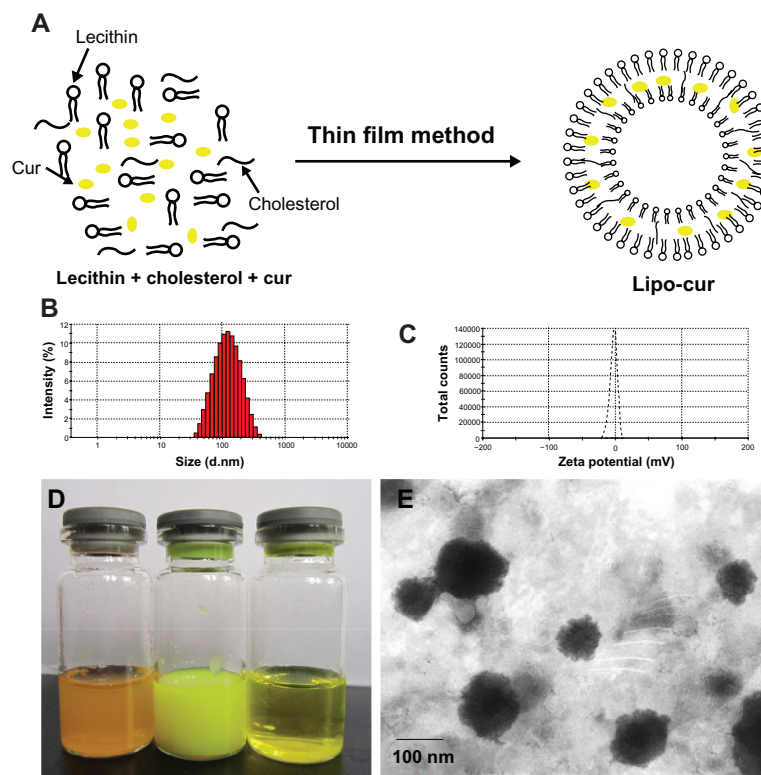 A
Lecithin
Thin film method
Cur
Cholesterol
Lecithin + cholesterol + cur
Lipo-cur
B
Intensity (%)
12
10
8
6
4
2
0
1
10
100
1000
10000
Size (d.nm)
C
Total counts
140000
120000
100000
80000
60000
40000
20000
0
−200
−100
0
100
200
Zeta potential (mV)
D
E
100 nm